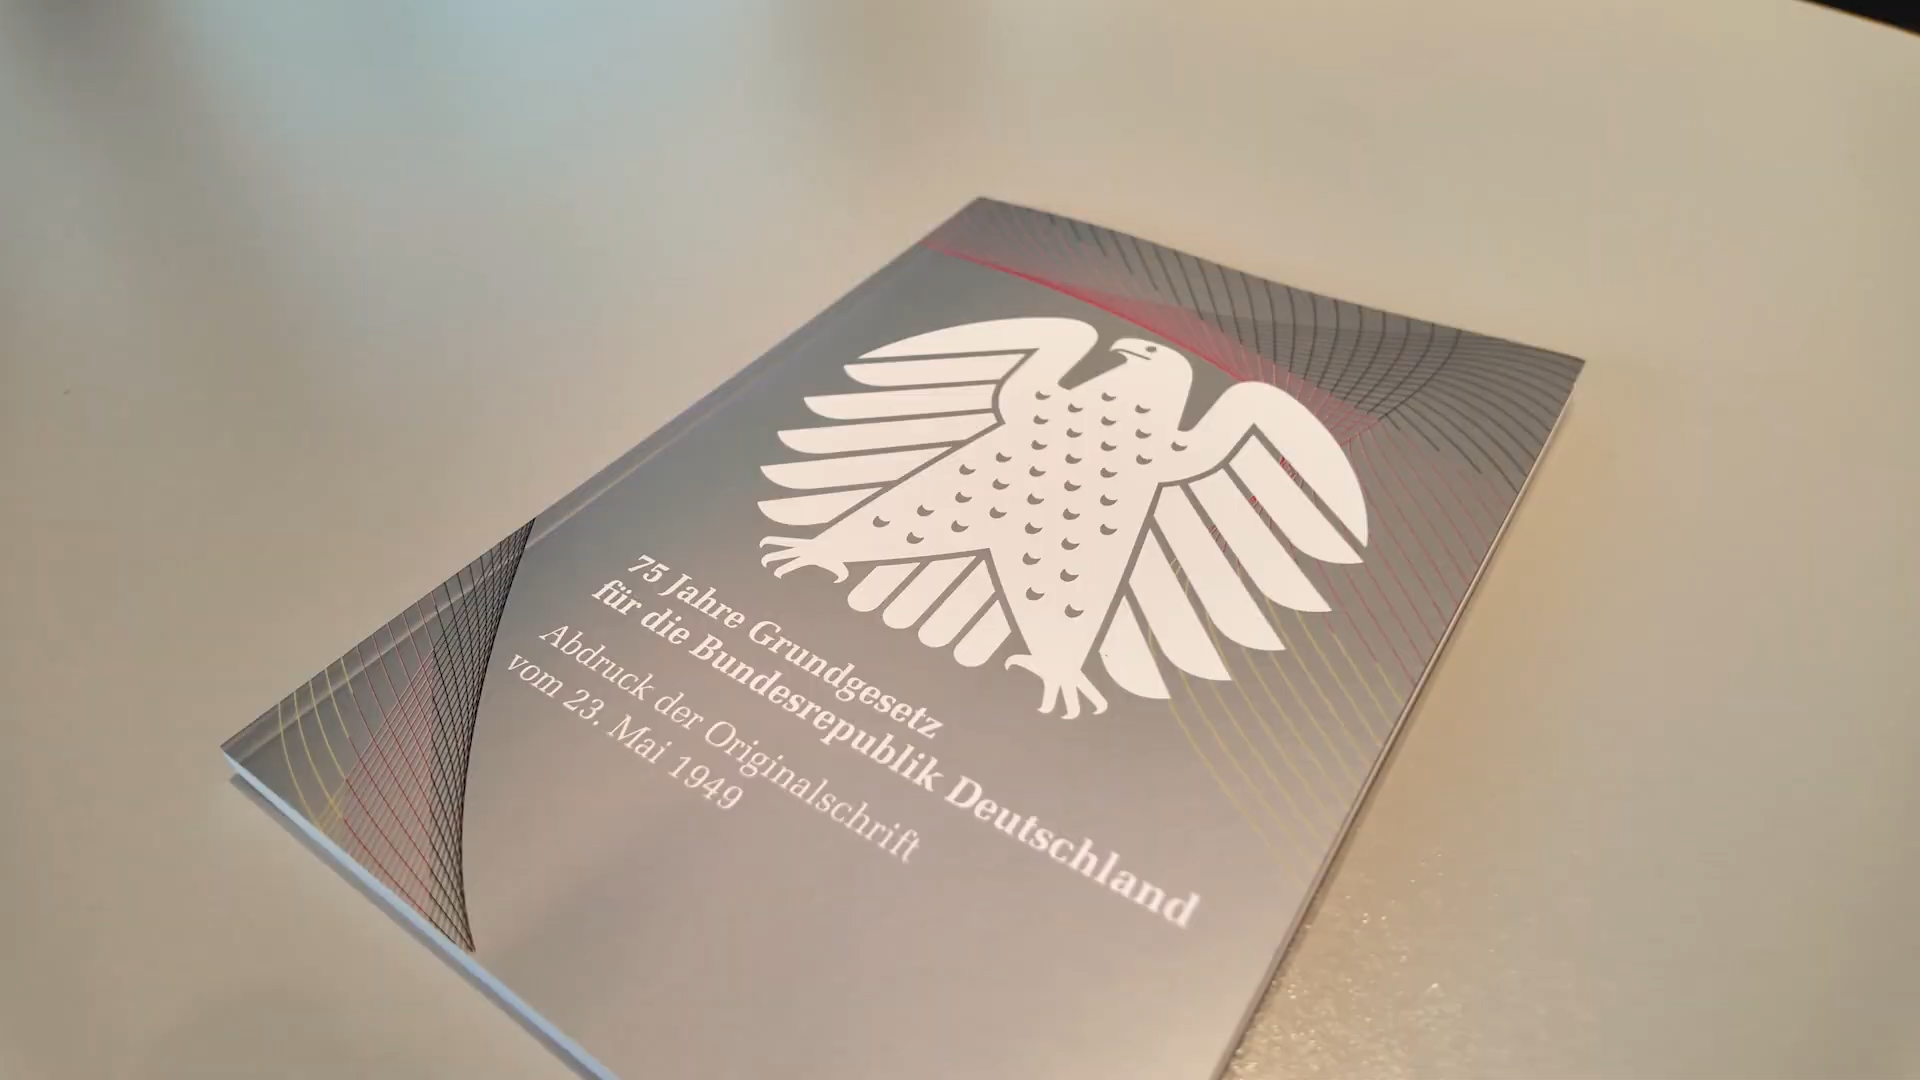 75 Jahre Grundgesetz
für die Bundesrepublik Deutschland
Abdruck der Originalschrift
vom 23. Mai 1949